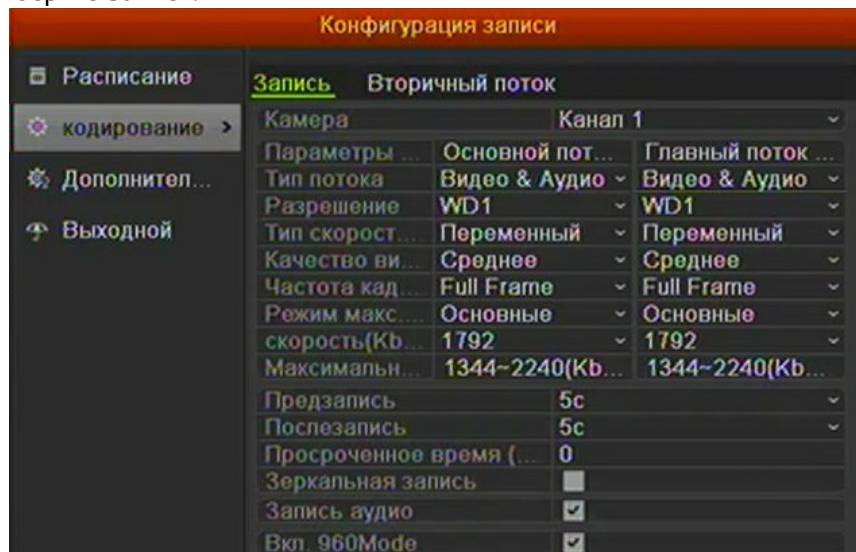 Конфигурация записи
Расписание
кодирование >
Дополнител...
Выходной
Запись Вторичный поток
Камера Канал 1
Параметры ... Основной пот... Главный поток ...
Тип потока Видео & Аудио Видео & Аудио
Разрешение WD1 WD1
Тип скорост... Переменный Переменный
Качество ви... Среднее Среднее
Частота кад... Full Frame Full Frame
Режим макс.... Основные Основные
скорость(Kb... 1792 1792
Максимальн... 1344~2240(Kb... 1344~2240(Kb...
Предзапись 5с
Послезапись 5с
Просроченное время (... 0
Зеркальная запись
Запись аудио
Вкл. 960Mode